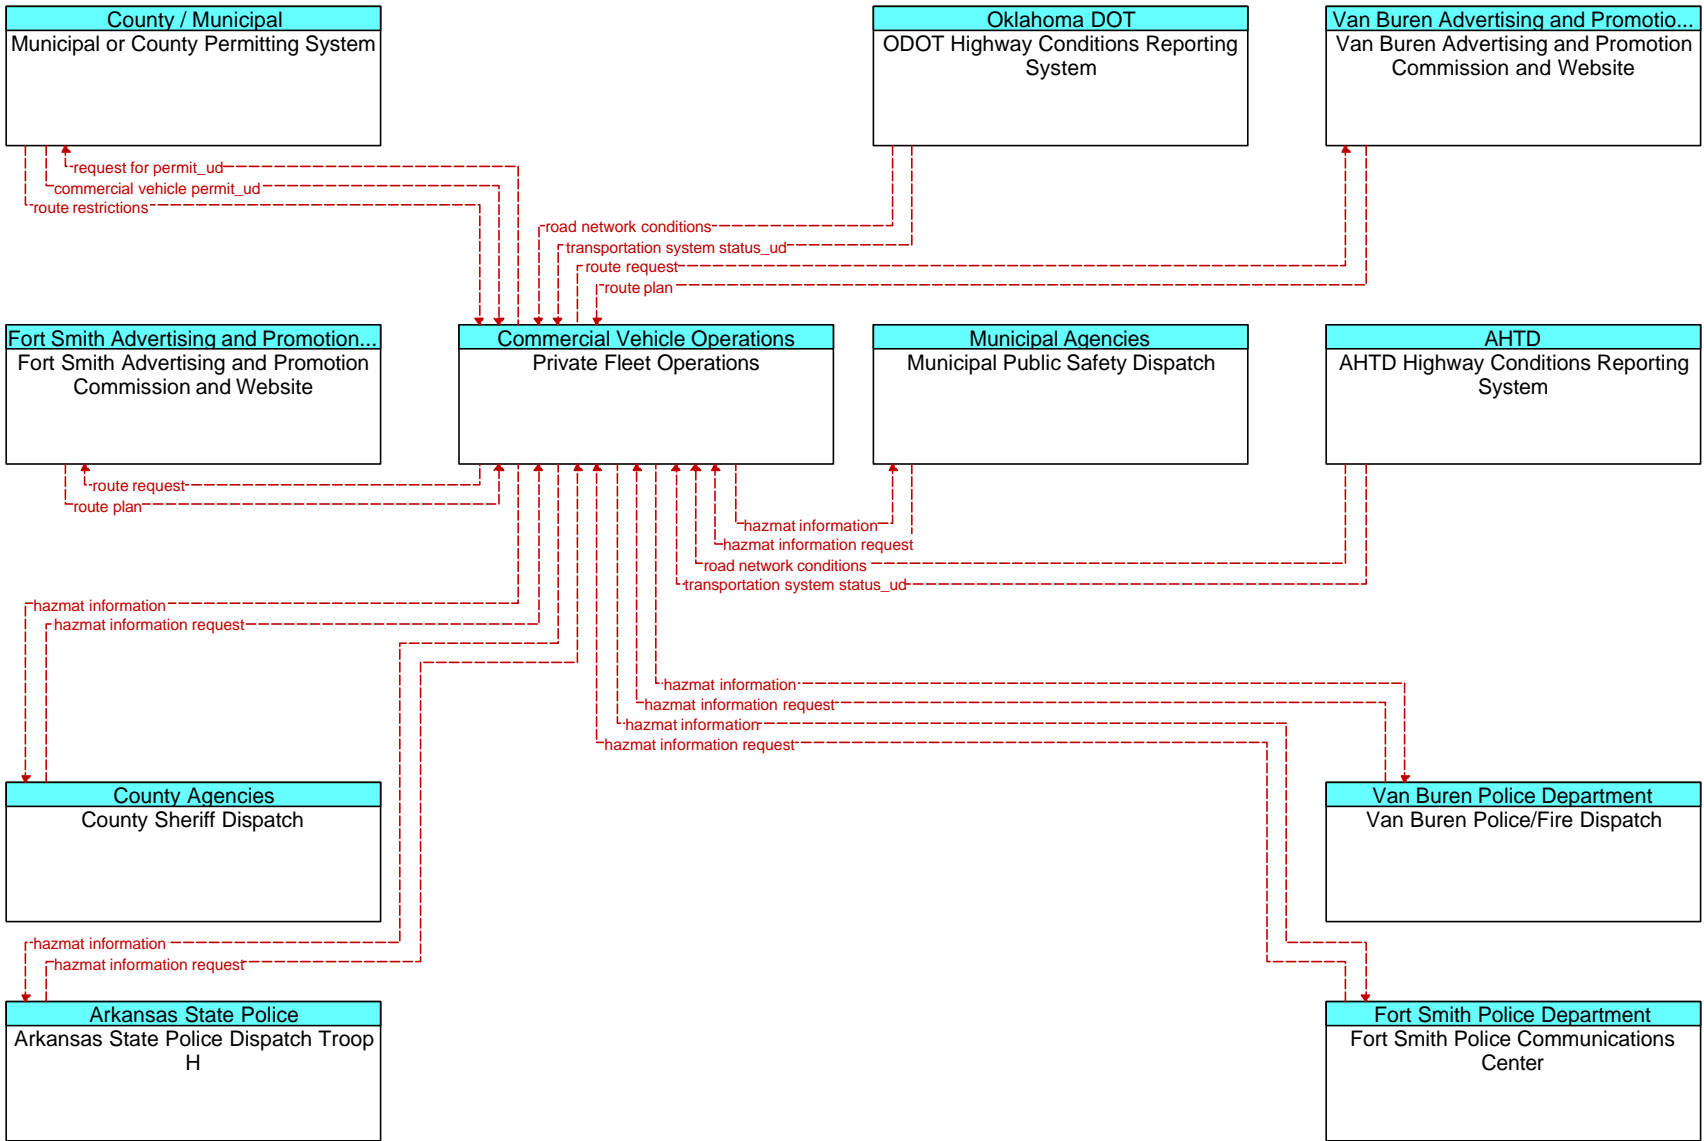 County / Municipal
Municipal or County Permitting System
Oklahoma DOT
ODOT Highway Conditions Reporting
System
Van Buren Advertising and Promotio...
Van Buren Advertising and Promotion
Commission and Website
request for permit_ud
commercial vehicle permit_ud
route restrictions
road network conditions
transportation system status_ud
route request
route plan
Fort Smith Advertising and Promotion...
Fort Smith Advertising and Promotion
Commission and Website
Commercial Vehicle Operations
Private Fleet Operations
Municipal Agencies
Municipal Public Safety Dispatch
AHTD
AHTD Highway Conditions Reporting
System
route request
route plan
hazmat information
hazmat information request
road network conditions
transportation system status_ud
hazmat information
hazmat information request
hazmat information
hazmat information request
hazmat information
hazmat information request
County Agencies
County Sheriff Dispatch
Van Buren Police Department
Van Buren Police/Fire Dispatch
hazmat information
hazmat information request
Arkansas State Police
Arkansas State Police Dispatch Troop
H
Fort Smith Police Department
Fort Smith Police Communications
Center